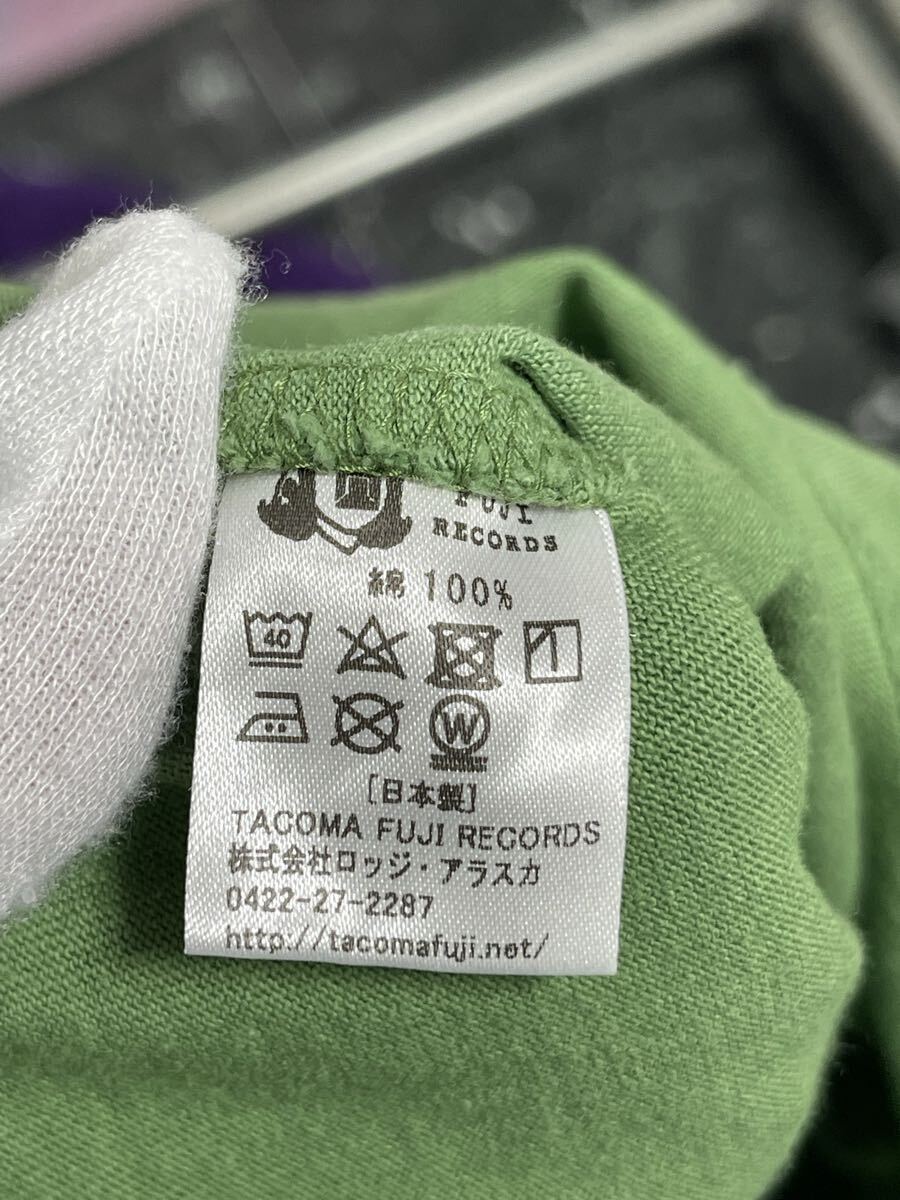 FUJI
RECORDS
綿 100%
40
W
[日本製]
TACOMA FUJI RECORDS
株式会社ロッジ・アラスカ
0422-27-2287
http://tacomafuji.net/